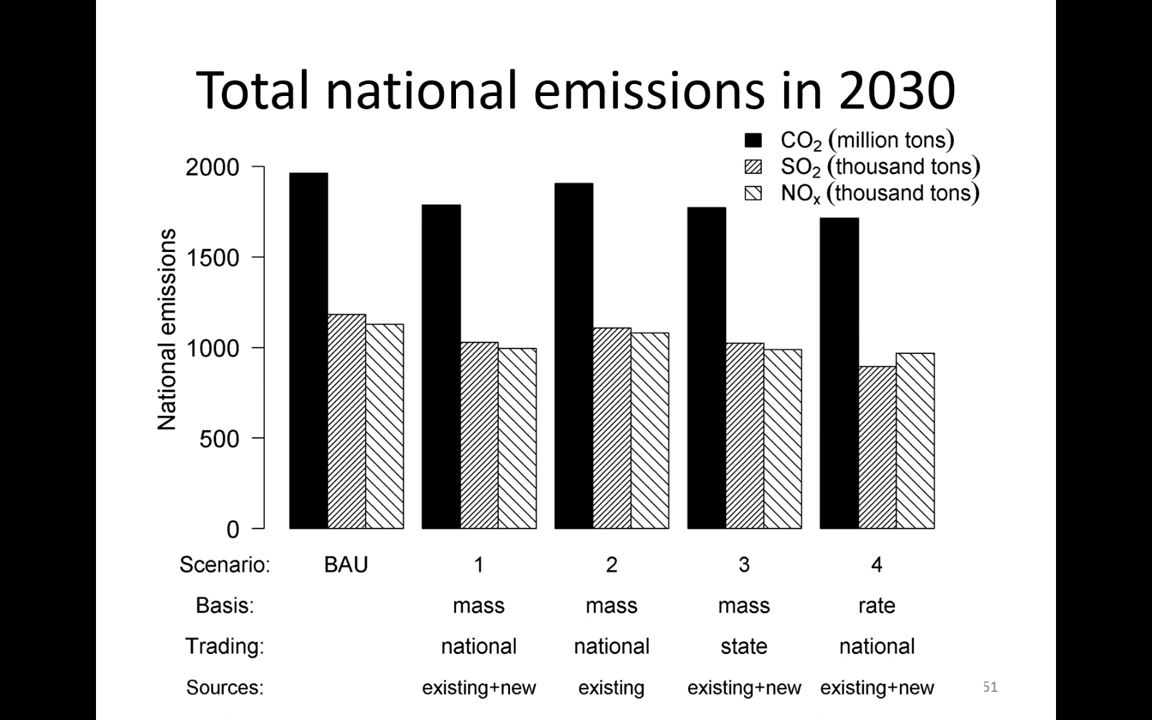 Total national emissions in 2030
CO₂ (million tons)
SO₂ (thousand tons)
NOₓ (thousand tons)
National emissions
2000
1500
1000
500
0
Scenario: BAU 1 2 3 4
Basis: mass mass mass rate
Trading: national national state national
Sources: existing+new existing existing+new existing+new
51